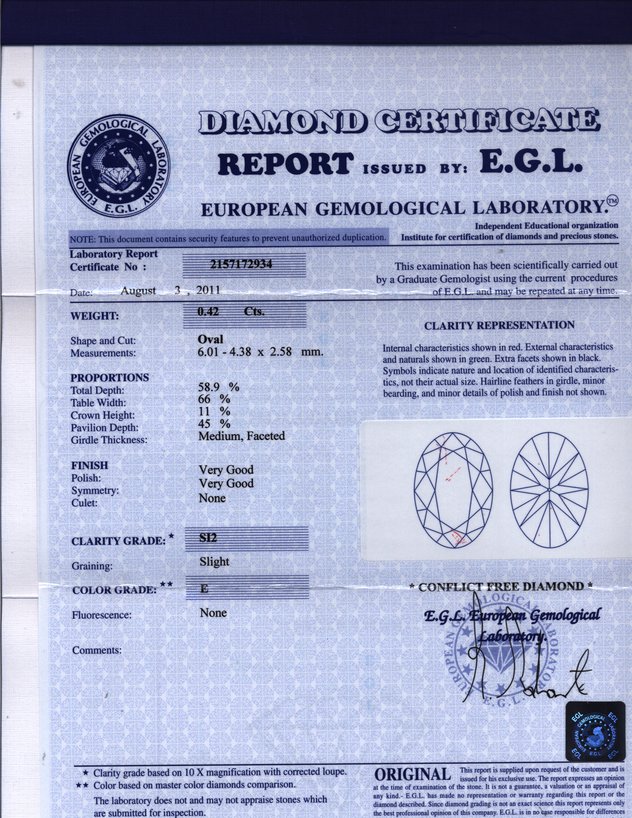 EUROPEAN GEMOLOGICAL LABORATORY
E.G.L.
DIAMOND CERTIFICATE
REPORT ISSUED BY: E.G.L.
EUROPEAN GEMOLOGICAL LABORATORY.™
Independent Educational organization
NOTE: This document contains security features to prevent unauthorized duplication.
Institute for certification of diamonds and precious stones.
Laboratory Report
Certificate No : 2157172934
Date: August 3 , 2011
This examination has been scientifically carried out
by a Graduate Gemologist using the current procedures
of E.G.L. and may be repeated at any time.
WEIGHT: 0.42 Cts.
Shape and Cut: Oval
Measurements: 6.01 - 4.38 x 2.58 mm.
PROPORTIONS
Total Depth: 58.9 %
Table Width: 66 %
Crown Height: 11 %
Pavilion Depth: 45 %
Girdle Thickness: Medium, Faceted
FINISH
Polish: Very Good
Symmetry: Very Good
Culet: None
CLARITY GRADE: * SI2
Graining: Slight
COLOR GRADE: ** E
Fluorescence: None
Comments:
CLARITY REPRESENTATION
Internal characteristics shown in red. External characteristics
and naturals shown in green. Extra facets shown in black.
Symbols indicate nature and location of identified characteris-
tics, not their actual size. Hairline feathers in girdle, minor
bearding, and minor details of polish and finish not shown.
* CONFLICT FREE DIAMOND *
E.G.L. European Gemological
Laboratory.
EUROPEAN GEMOLOGICAL LABORATORY
E.G.L.
EGL
EGL
★ Clarity grade based on 10 X magnification with corrected loupe.
★★ Color based on master color diamonds comparison.
The laboratory does not and may not appraise stones which
are submitted for inspection.
ORIGINAL This report is supplied upon request of the customer and is
issued for his exclusive use. The report expresses an opinion
at the time of examination of the stone. It is not a guarantee, a valuation or an appraisal of
any kind.- E.G.L. has made no representation or warranty regarding this report or the
diamond described. Since diamond grading is not an exact science this report represents only
the best professional opinion of this company. E.G.L. is in no case responsible for differences